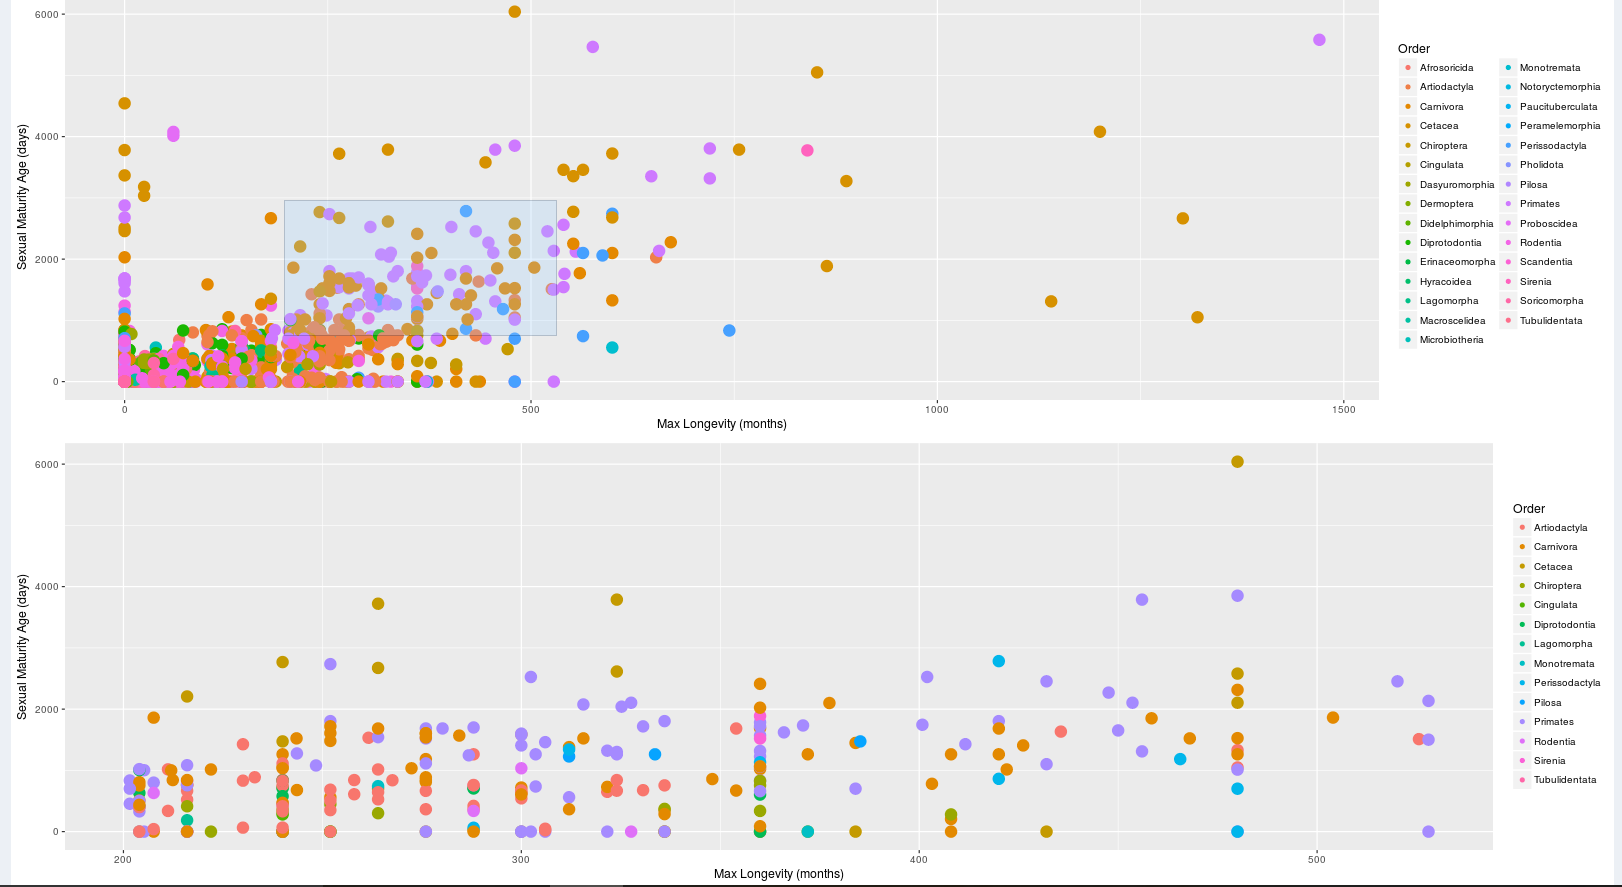 Sexual Maturity Age (days)
6000
4000
2000
0
0
500
1000
1500
Max Longevity (months)
Order
Afrosoricida
Artiodactyla
Carnivora
Cetacea
Chiroptera
Cingulata
Dasyuromorphia
Dermoptera
Didelphimorphia
Diprotodontia
Erinaceomorpha
Hyracoidea
Lagomorpha
Macroscelidea
Microbiotheria
Monotremata
Notoryctemorphia
Paucituberculata
Peramelemorphia
Perissodactyla
Pholidota
Pilosa
Primates
Proboscidea
Rodentia
Scandentia
Sirenia
Soricomorpha
Tubulidentata
Sexual Maturity Age (days)
6000
4000
2000
0
200
300
400
500
Max Longevity (months)
Order
Artiodactyla
Carnivora
Cetacea
Chiroptera
Cingulata
Diprotodontia
Lagomorpha
Monotremata
Perissodactyla
Pilosa
Primates
Rodentia
Sirenia
Tubulidentata